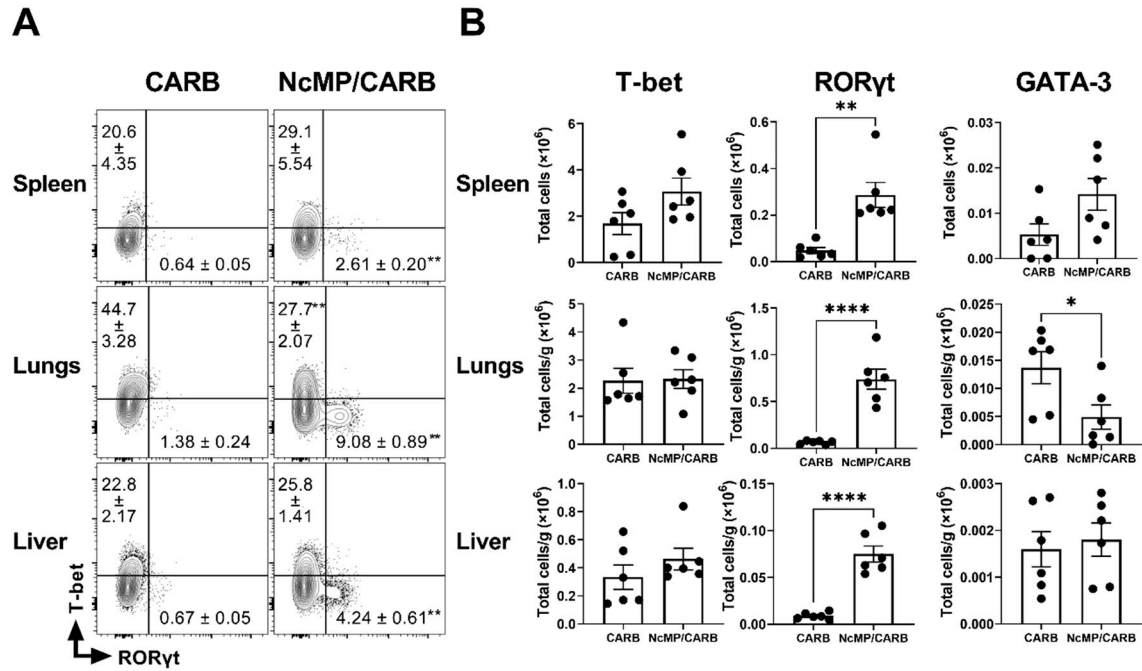 A
B
CARB NcMP/CARB
T-bet RORγt GATA-3
Spleen
20.6
±
4.35
0.64 ± 0.05
29.1
±
5.54
2.61 ± 0.20**
Lungs
44.7
±
3.28
1.38 ± 0.24
27.7**
±
2.07
9.08 ± 0.89**
Liver
22.8
±
2.17
0.67 ± 0.05
25.8
±
1.41
4.24 ± 0.61**
T-bet
RORγt
Spleen
Total cells (×10⁶)
6
4
2
0
CARB NcMP/CARB
Total cells (×10⁶)
0.6
0.4
0.2
0.0
**
CARB NcMP/CARB
Total cells (×10⁶)
0.03
0.02
0.01
0.00
CARB NcMP/CARB
Lungs
Total cells/g (×10⁶)
5
4
3
2
1
0
CARB NcMP/CARB
Total cells/g (×10⁶)
1.5
1.0
0.5
0.0
****
CARB NcMP/CARB
Total cells/g (×10⁶)
0.025
0.020
0.015
0.010
0.005
0.000
*
CARB NcMP/CARB
Liver
Total cells/g (×10⁶)
1.0
0.8
0.6
0.4
0.2
0.0
CARB NcMP/CARB
Total cells/g (×10⁶)
0.15
0.10
0.05
0.00
****
CARB NcMP/CARB
Total cells/g (×10⁶)
0.003
0.002
0.001
0.000
CARB NcMP/CARB